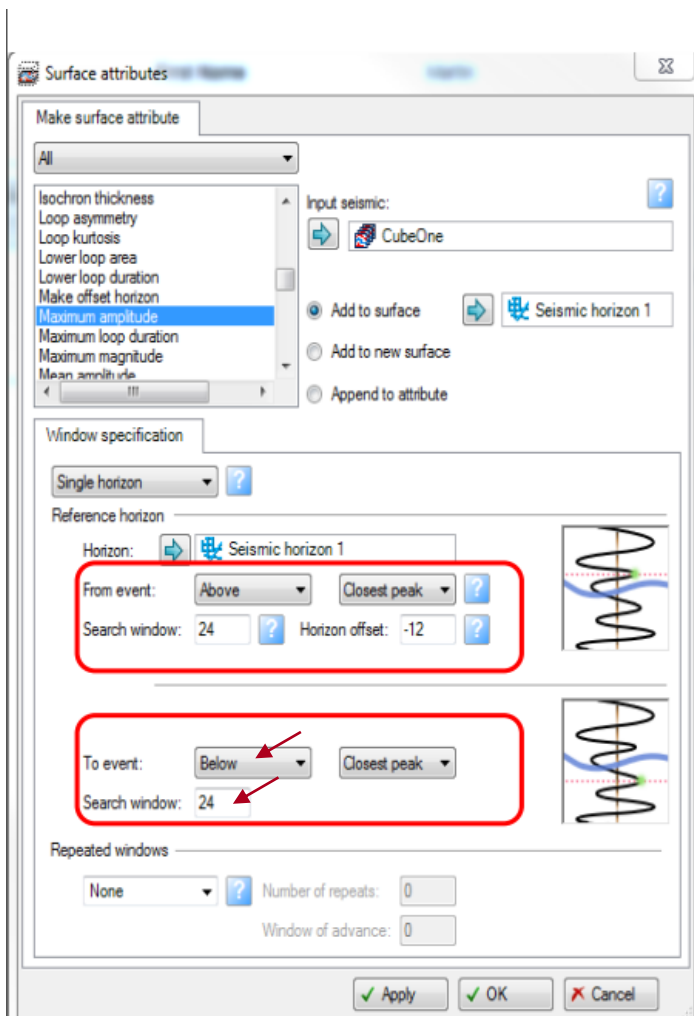 Surface attributes
Make surface attribute
All
Isochron thickness
Loop asymmetry
Loop kurtosis
Lower loop area
Lower loop duration
Make offset horizon
Maximum amplitude
Maximum loop duration
Maximum magnitude
Mean amplitude
Input seismic:
?
CubeOne
Add to surface
Seismic horizon 1
Add to new surface
Append to attribute
Window specification
Single horizon
?
Reference horizon
Horizon: Seismic horizon 1
From event: Above Closest peak ?
Search window: 24 ? Horizon offset: -12 ?
To event: Below Closest peak
Search window: 24
Repeated windows
None ? Number of repeats: 0
Window of advance: 0
Apply OK Cancel